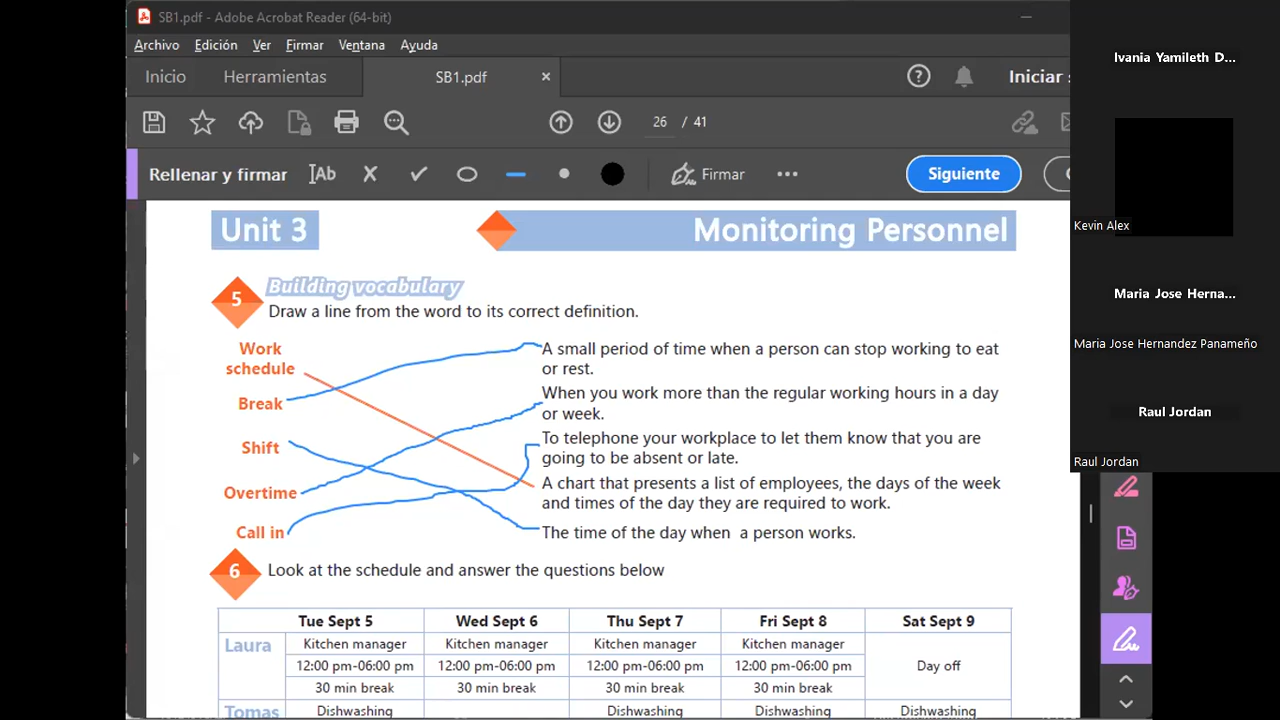 SB1.pdf - Adobe Acrobat Reader (64-bit)
Archivo Edición Ver Firmar Ventana Ayuda
Inicio Herramientas SB1.pdf × ? Iniciar
26 / 41
Rellenar y firmar Ab Firmar ... Siguiente
Unit 3 Monitoring Personnel
5 Building vocabulary
Draw a line from the word to its correct definition.
Work
schedule
Break
Shift
Overtime
Call in
A small period of time when a person can stop working to eat
or rest.
When you work more than the regular working hours in a day
or week.
To telephone your workplace to let them know that you are
going to be absent or late.
A chart that presents a list of employees, the days of the week
and times of the day they are required to work.
The time of the day when a person works.
6 Look at the schedule and answer the questions below
Tue Sept 5 Wed Sept 6 Thu Sept 7 Fri Sept 8 Sat Sept 9
Laura Kitchen manager Kitchen manager Kitchen manager Kitchen manager
12:00 pm-06:00 pm 12:00 pm-06:00 pm 12:00 pm-06:00 pm 12:00 pm-06:00 pm Day off
30 min break 30 min break 30 min break 30 min break
Tomas Dishwashing Dishwashing Dishwashing Dishwashing
Ivania Yamileth D...
Kevin Alex
Maria Jose Herna...
Maria Jose Hernandez Panameño
Raul Jordan
Raul Jordan